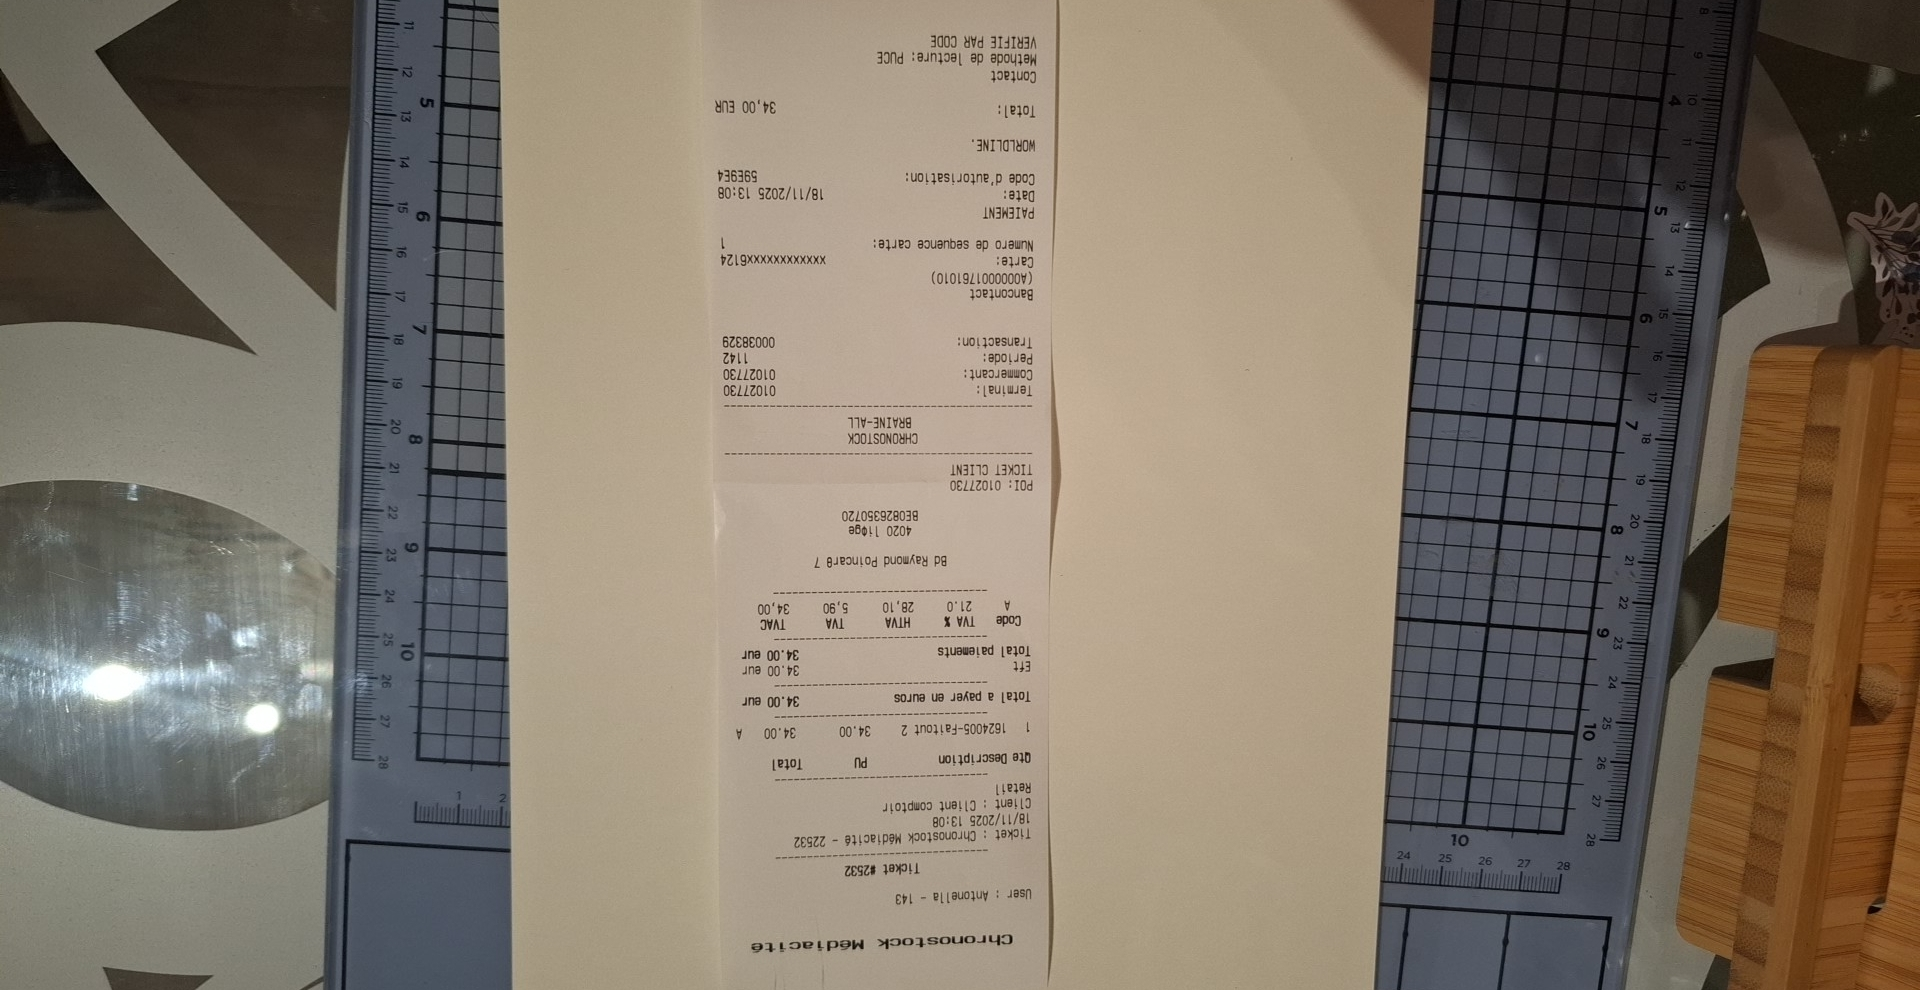 Chronostock Médiacité
User : Antonella - 143
Ticket #2532
Ticket : Chronostock Médiacité - 22532
18/11/2025 13:08
Client : Client comptoir
Retail
Qte Description PU Total
1 1624005-Faitout 2 34.00 34.00 A
Total a payer en euros 34.00 eur
Eft 34.00 eur
Total paiements 34.00 eur
Code TVA % HTVA TVA TVAC
A 21.0 28,10 5,90 34,00
Bd Raymond Poincaré 7
4020
BE0826350720
POI: 01027730
TICKET CLIENT
CHRONOSTOCK
BRAINE-ALL
Terminal: 01027730
Commercant: 01027730
Periode: 1142
Transaction: 00038329
Bancontact
(A0000001761010)
Carte: xxxxxxxxxxxxx6124
Numero de sequence carte: 1
PAIEMENT
Date: 18/11/2025 13:08
Code d'autorisation: 59E9E4
WORLDLINE.
Total: 34,00 EUR
Contact
Methode de lecture: PUCE
VERIFIE PAR CODE